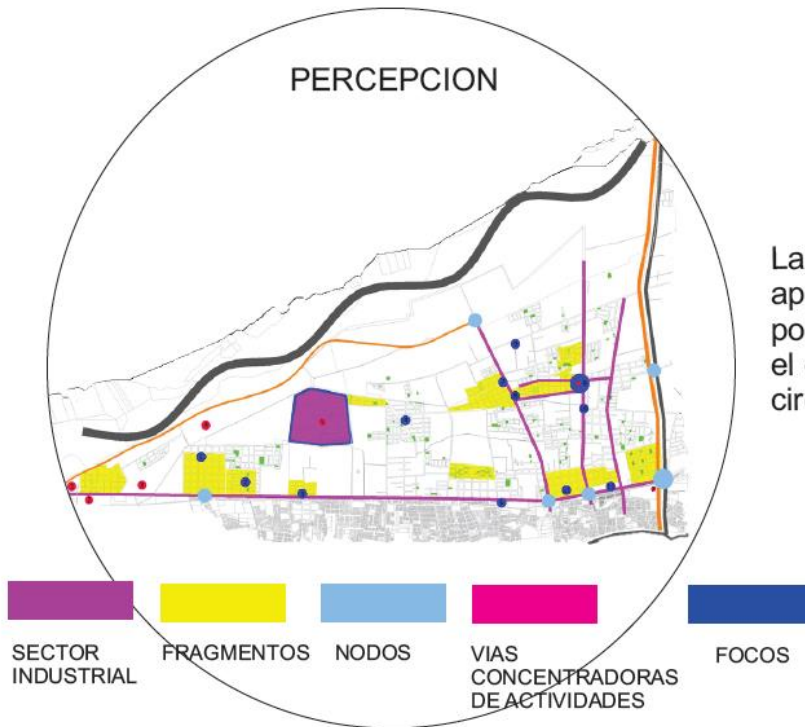 PERCEPCION
La
ap
po
el
cir
SECTOR
INDUSTRIAL
FRAGMENTOS
NODOS
VIAS
CONCENTRADORAS
DE ACTIVIDADES
FOCOS